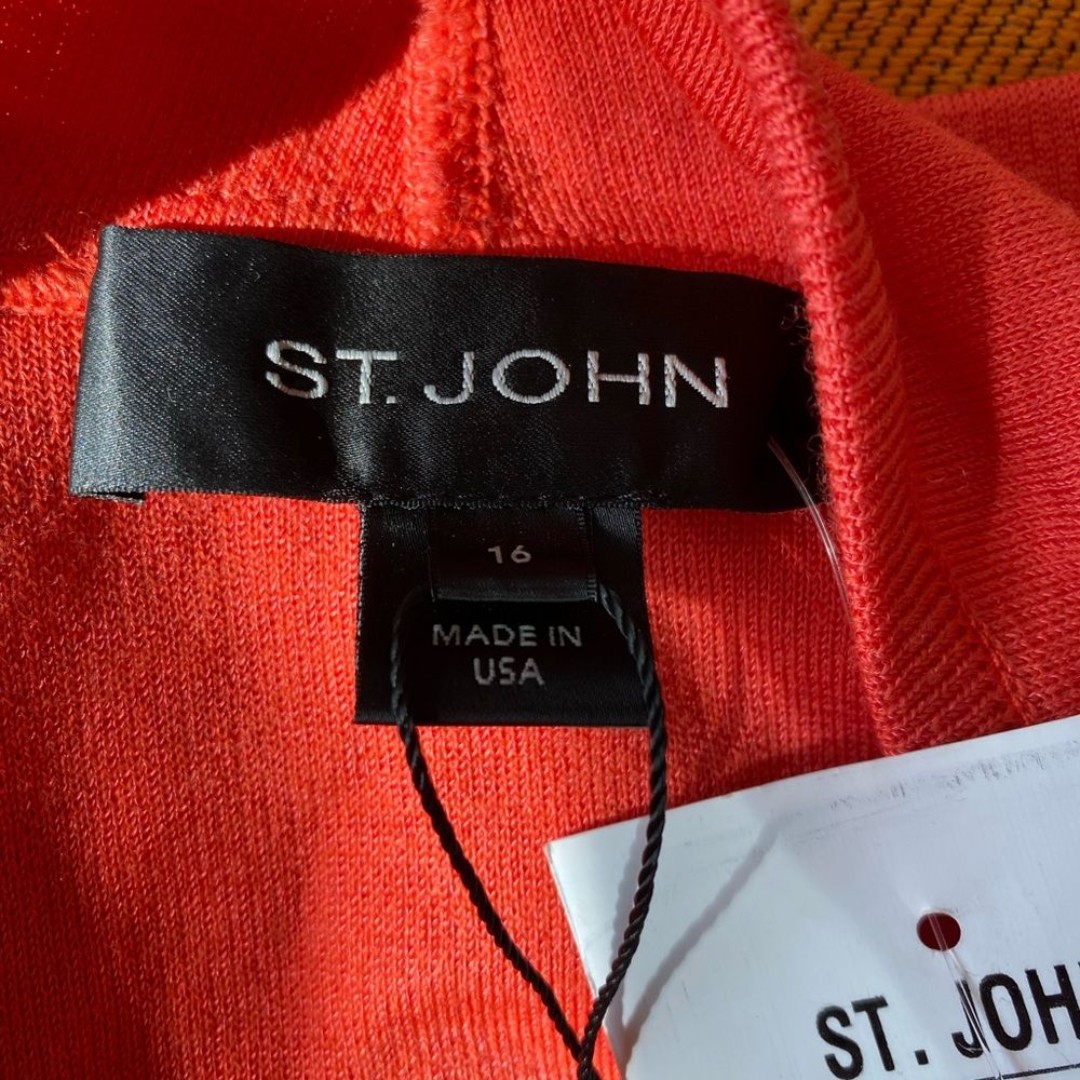 ST. JOHN
16
MADE IN
USA
ST. JOH